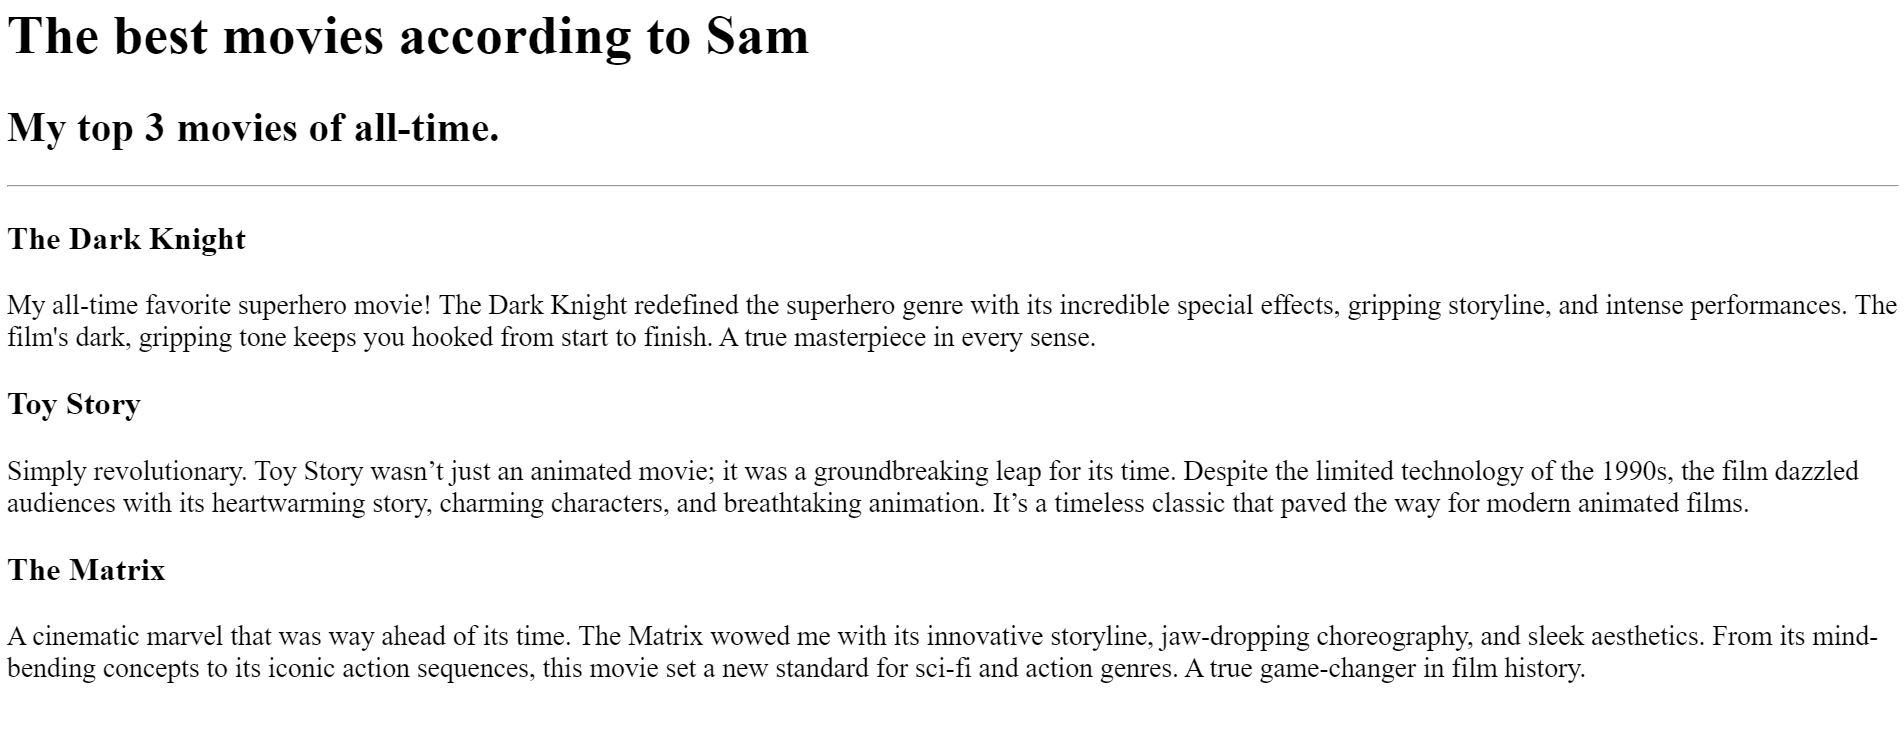 The best movies according to Sam
My top 3 movies of all-time.
The Dark Knight
My all-time favorite superhero movie! The Dark Knight redefined the superhero genre with its incredible special effects, gripping storyline, and intense performances. The
film's dark, gripping tone keeps you hooked from start to finish. A true masterpiece in every sense.
Toy Story
Simply revolutionary. Toy Story wasn’t just an animated movie; it was a groundbreaking leap for its time. Despite the limited technology of the 1990s, the film dazzled
audiences with its heartwarming story, charming characters, and breathtaking animation. It’s a timeless classic that paved the way for modern animated films.
The Matrix
A cinematic marvel that was way ahead of its time. The Matrix wowed me with its innovative storyline, jaw-dropping choreography, and sleek aesthetics. From its mind-
bending concepts to its iconic action sequences, this movie set a new standard for sci-fi and action genres. A true game-changer in film history.